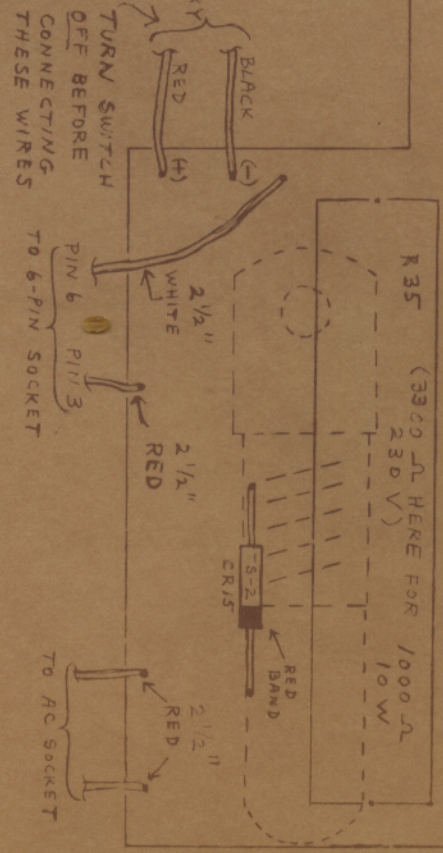 KY
BLACK
(-)
RED
(+)
TURN SWITCH
OFF BEFORE
CONNECTING
THESE WIRES
R35
(3300 Ω HERE FOR
230 V)
1000 Ω
10 W
2 1/2"
WHITE
PIN 6
PIN 3
TO 6-PIN SOCKET
2 1/2"
RED
S-2
CR15
RED
BAND
2 1/2"
RED
TO AC SOCKET